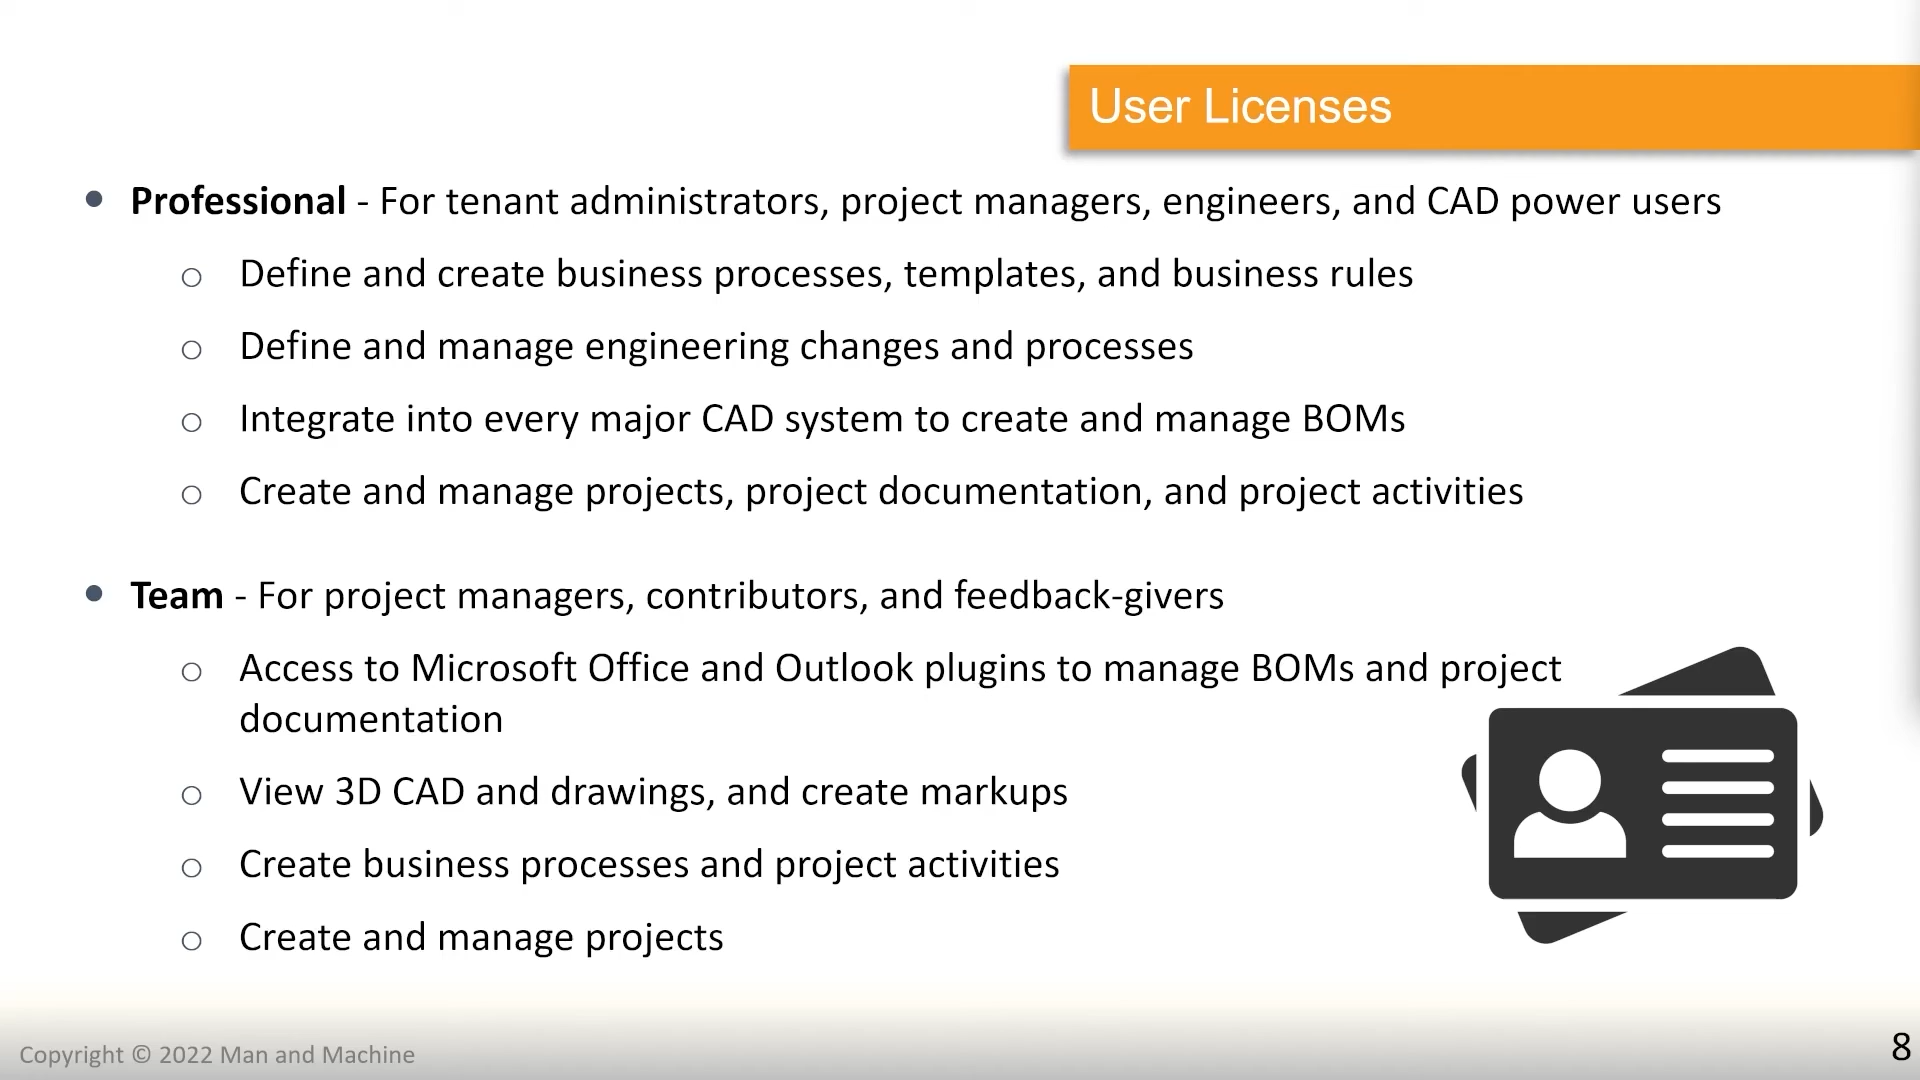 User Licenses
• Professional - For tenant administrators, project managers, engineers, and CAD power users
o Define and create business processes, templates, and business rules
o Define and manage engineering changes and processes
o Integrate into every major CAD system to create and manage BOMs
o Create and manage projects, project documentation, and project activities
• Team - For project managers, contributors, and feedback-givers
o Access to Microsoft Office and Outlook plugins to manage BOMs and project
documentation
o View 3D CAD and drawings, and create markups
o Create business processes and project activities
o Create and manage projects
Copyright © 2022 Man and Machine
8